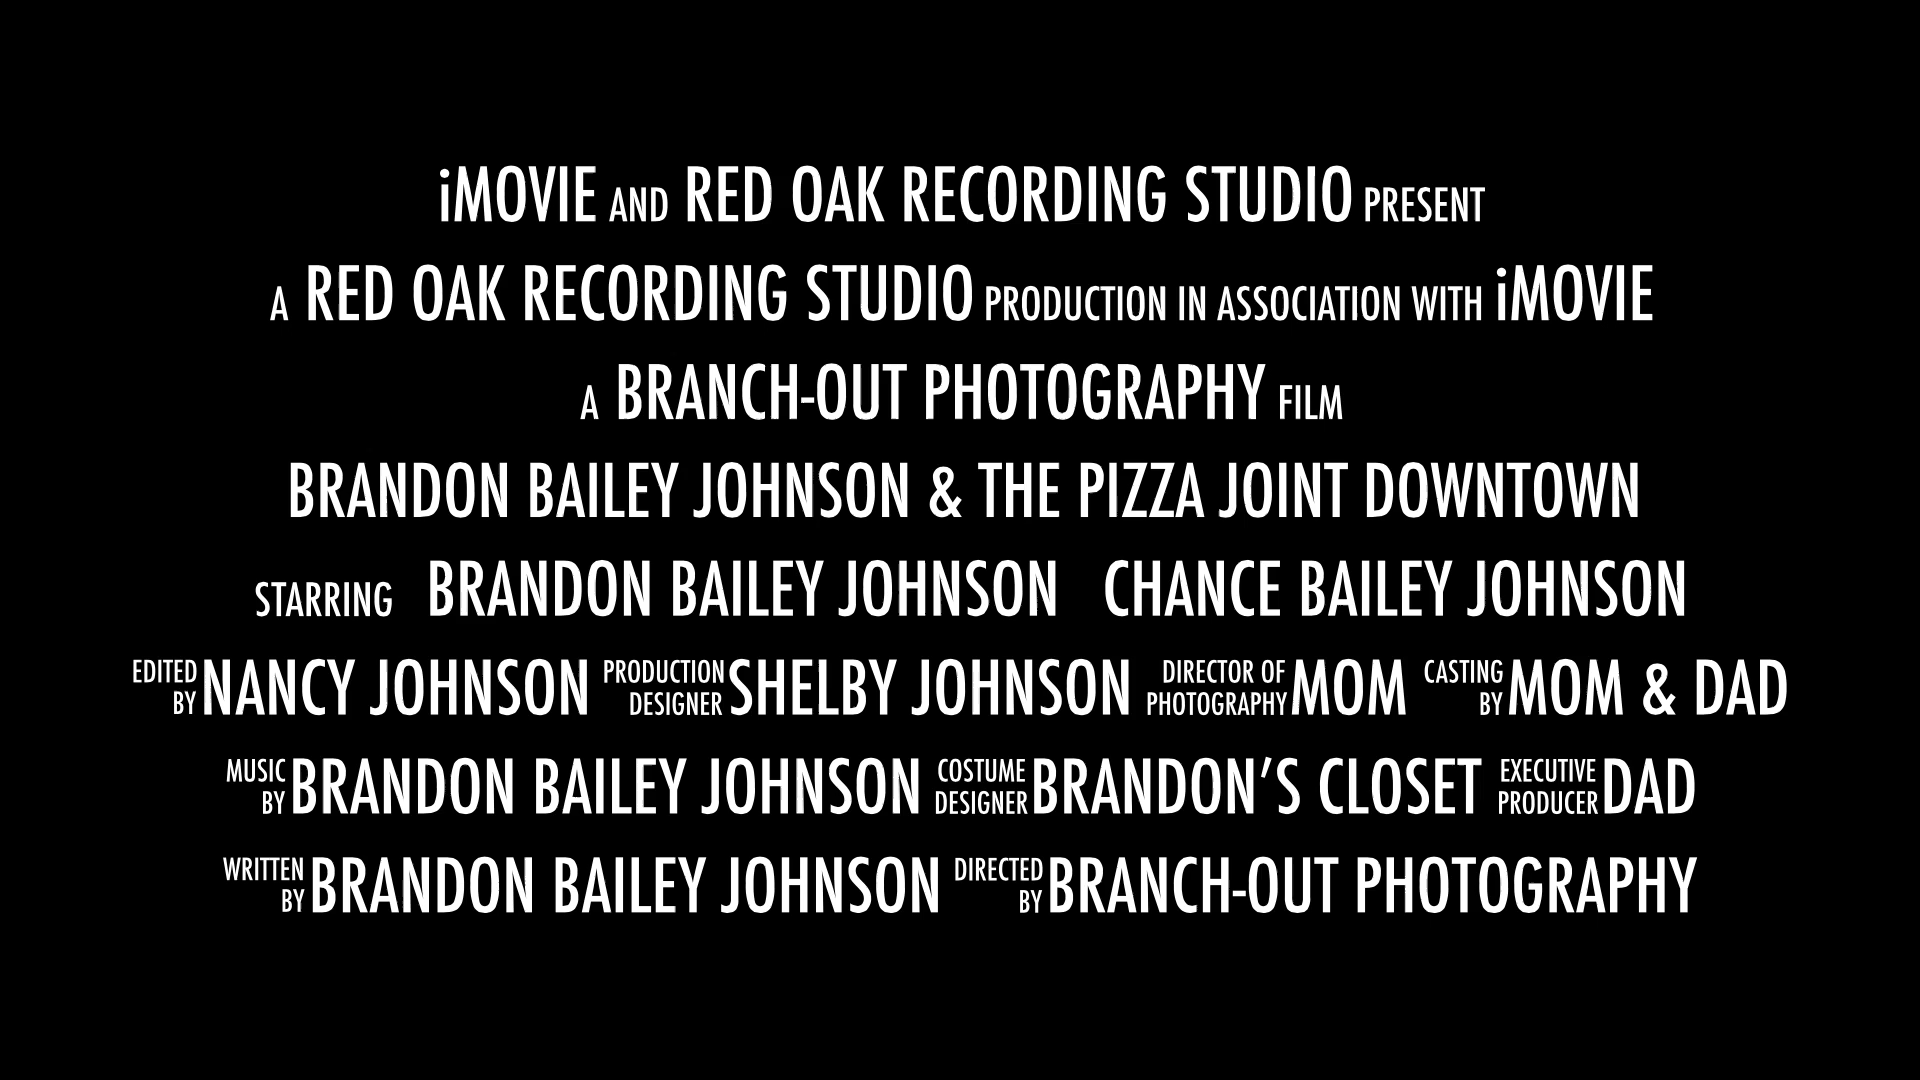 iMOVIE AND RED OAK RECORDING STUDIO PRESENT
A RED OAK RECORDING STUDIO PRODUCTION IN ASSOCIATION WITH iMOVIE
A BRANCH-OUT PHOTOGRAPHY FILM
BRANDON BAILEY JOHNSON & THE PIZZA JOINT DOWNTOWN
STARRING BRANDON BAILEY JOHNSON CHANCE BAILEY JOHNSON
EDITED BY NANCY JOHNSON PRODUCTION DESIGNER SHELBY JOHNSON DIRECTOR OF PHOTOGRAPHY MOM CASTING BY MOM & DAD
MUSIC BY BRANDON BAILEY JOHNSON COSTUME DESIGNER BRANDON’S CLOSET EXECUTIVE PRODUCER DAD
WRITTEN BY BRANDON BAILEY JOHNSON DIRECTED BY BRANCH-OUT PHOTOGRAPHY